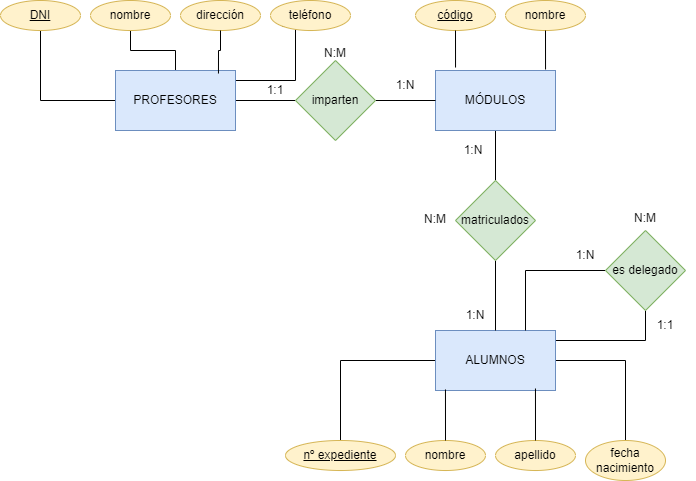 DNI
nombre
dirección
teléfono
código
nombre
N:M
PROFESORES
1:1
imparten
1:N
MÓDULOS
1:N
N:M
matriculados
N:M
1:N
es delegado
1:N
1:1
ALUMNOS
nº expediente
nombre
apellido
fecha
nacimiento